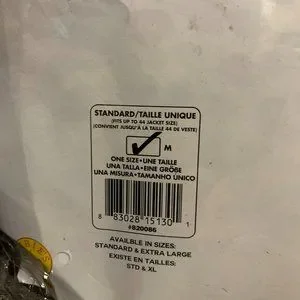 STANDARD/TAILLE UNIQUE
(FITS UP TO 44 JACKET SIZE)
(CONVIENT JUSQU'À LA TAILLE 44 DE VESTE)
M
ONE SIZE•UNE TAILLE
UNA TALLA•EINE GRÖßE
UNA MISURA•TAMANHO ÚNICO
8 83028 15130 1
#820086
AVAILBLE IN SIZES:
STANDARD & EXTRA LARGE
EXISTE EN TAILLES:
STD & XL